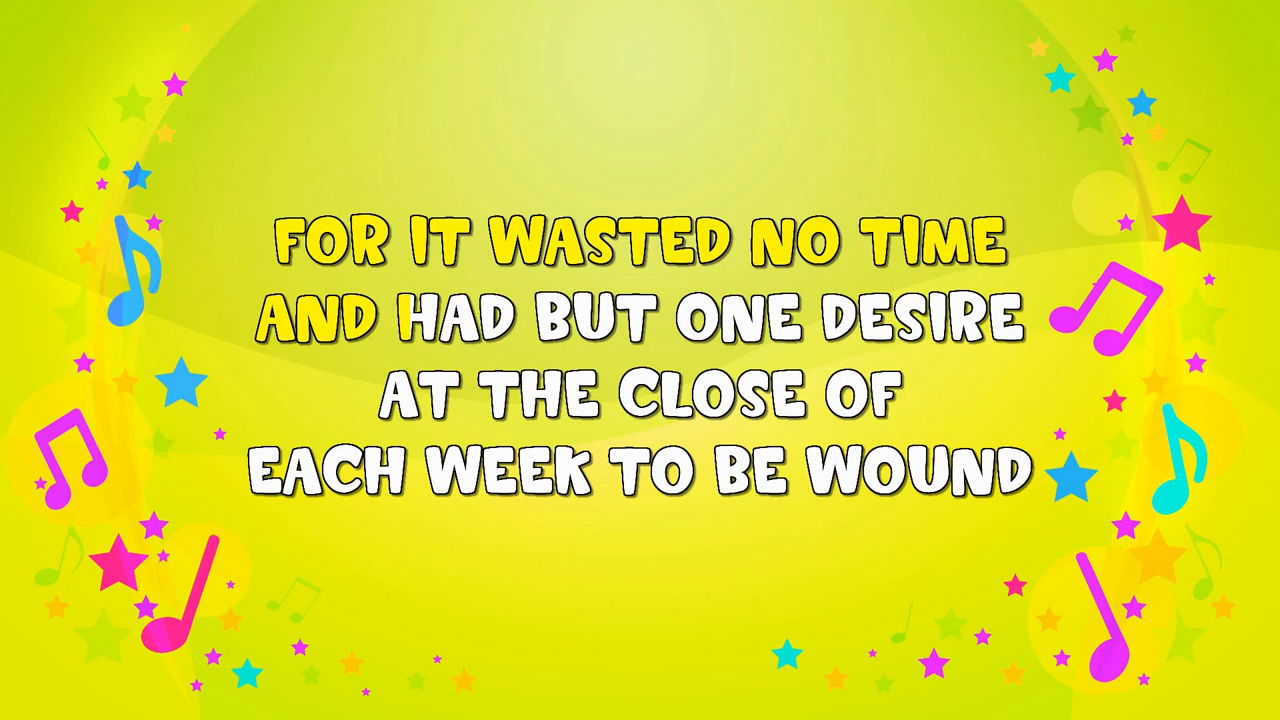 FOR IT WASTED NO TIME
AND HAD BUT ONE DESIRE
AT THE CLOSE OF
EACH WEEK TO BE WOUND